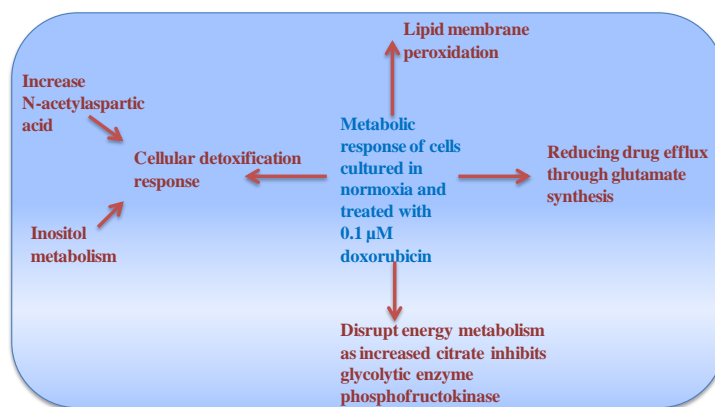 Lipid membrane
peroxidation
Increase
N-acetylaspartic
acid
Cellular detoxification
response
Inositol
metabolism
Metabolic
response of cells
cultured in
normoxia and
treated with
0.1 µM
doxorubicin
Reducing drug efflux
through glutamate
synthesis
Disrupt energy metabolism
as increased citrate inhibits
glycolytic enzyme
phosphofructokinase